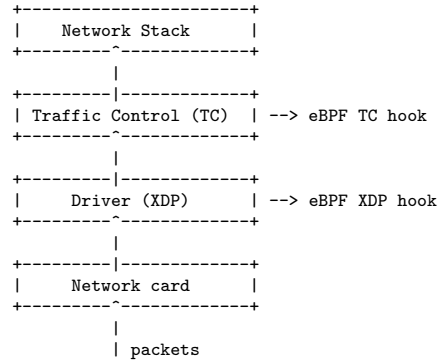 Network Stack
Traffic Control (TC) --> eBPF TC hook
Driver (XDP) --> eBPF XDP hook
Network card
packets